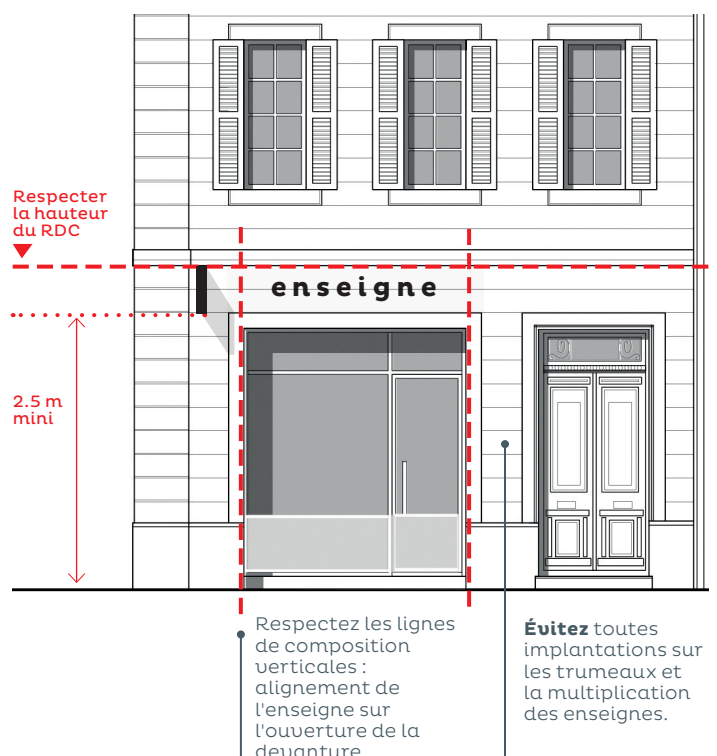 Respecter
la hauteur
du RDC
enseigne
2.5 m
mini
Respectez les lignes
de composition
verticales :
alignement de
l'enseigne sur
l'ouverture de la
devanture
Évitez toutes
implantations sur
les trumeaux et
la multiplication
des enseignes.